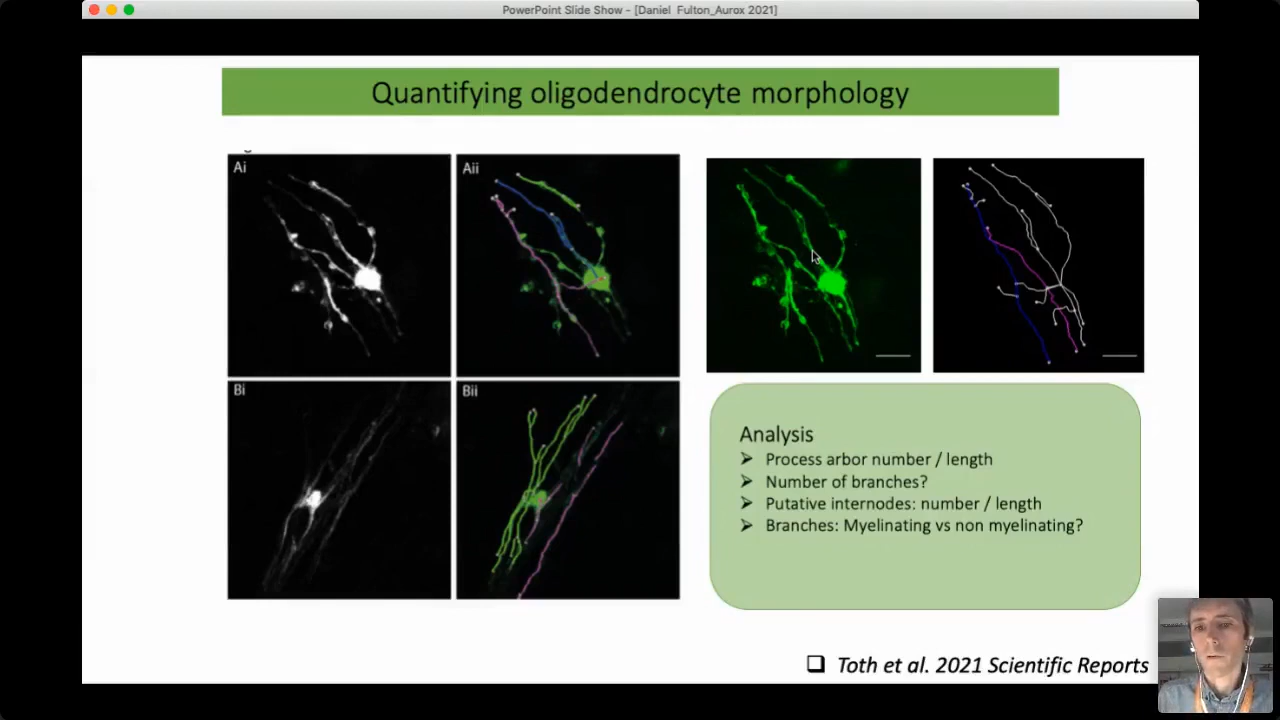 PowerPoint Slide Show - [Daniel Fulton_Aurox 2021]
Quantifying oligodendrocyte morphology
Ai
Aii
Bi
Bii
Analysis
➢ Process arbor number / length
➢ Number of branches?
➢ Putative internodes: number / length
➢ Branches: Myelinating vs non myelinating?
❑ Toth et al. 2021 Scientific Reports